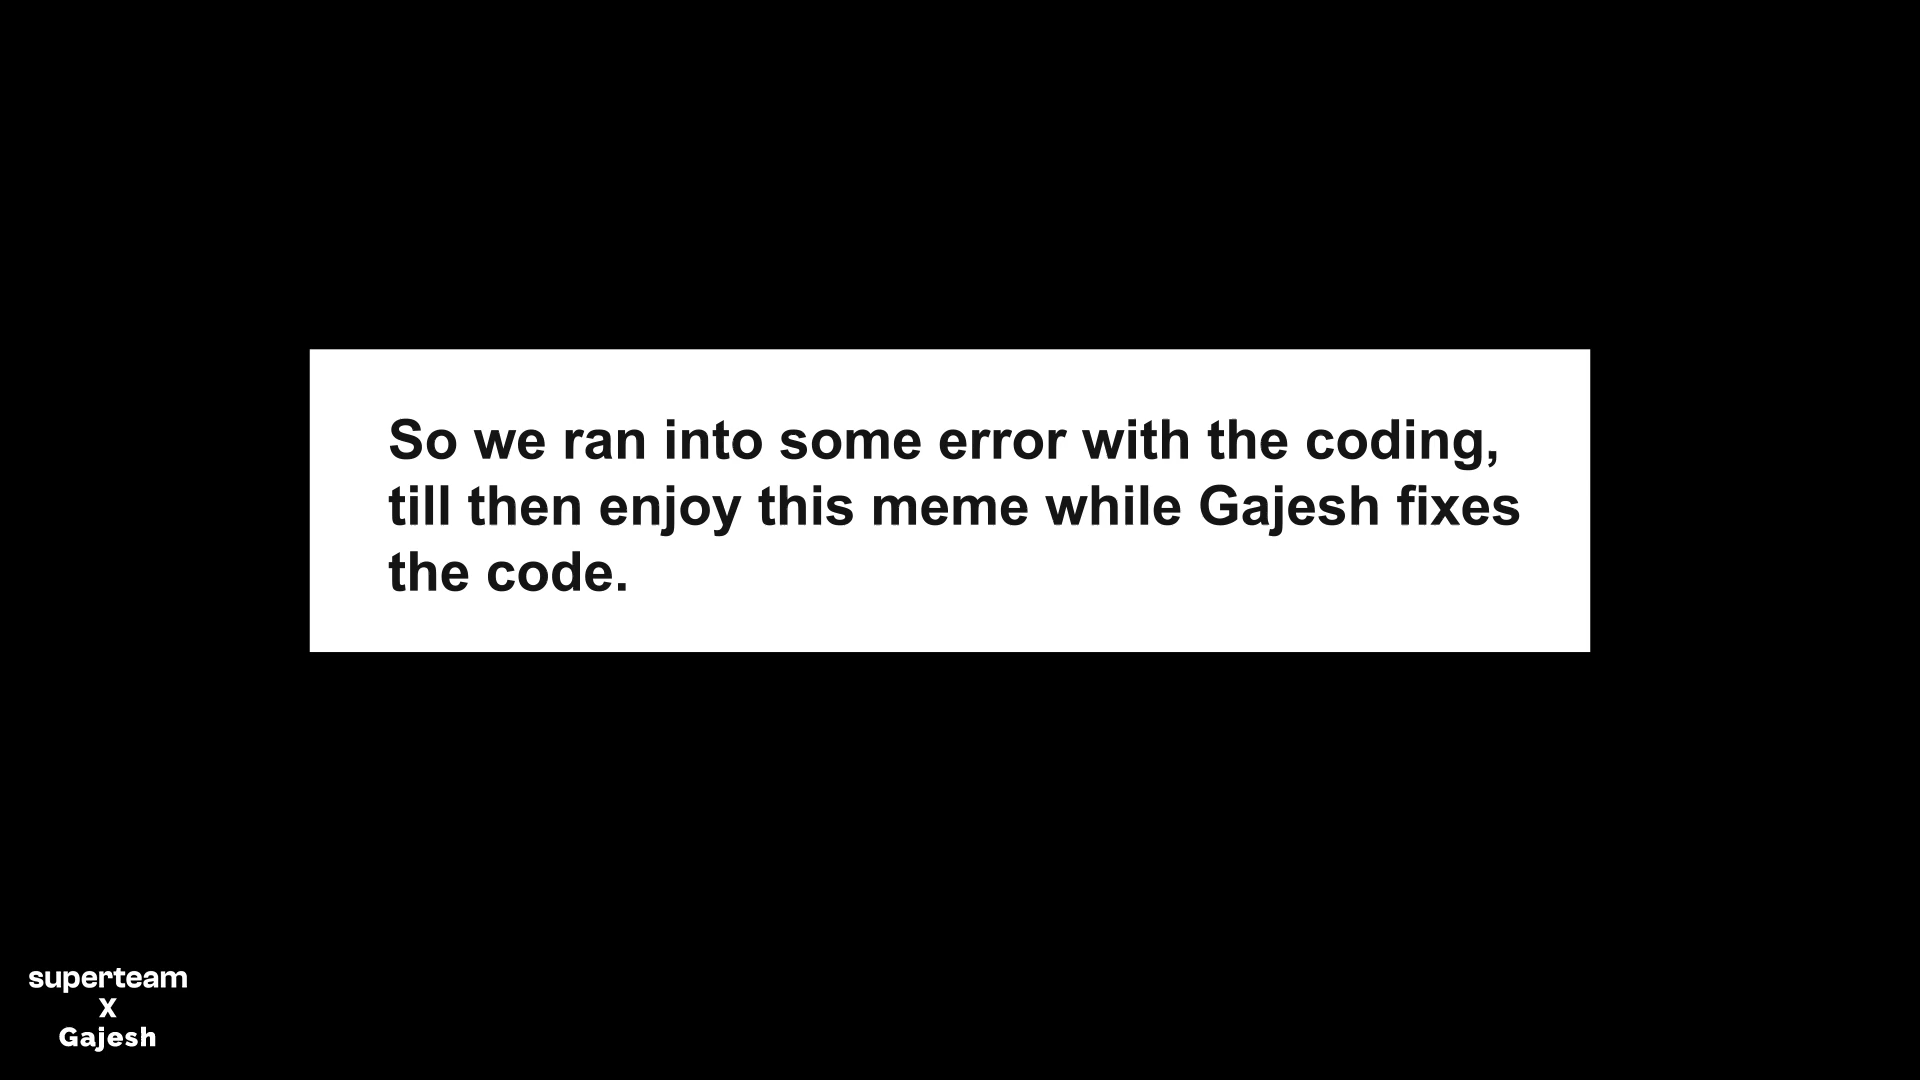 So we ran into some error with the coding,
till then enjoy this meme while Gajesh fixes
the code.
superteam
X
Gajesh